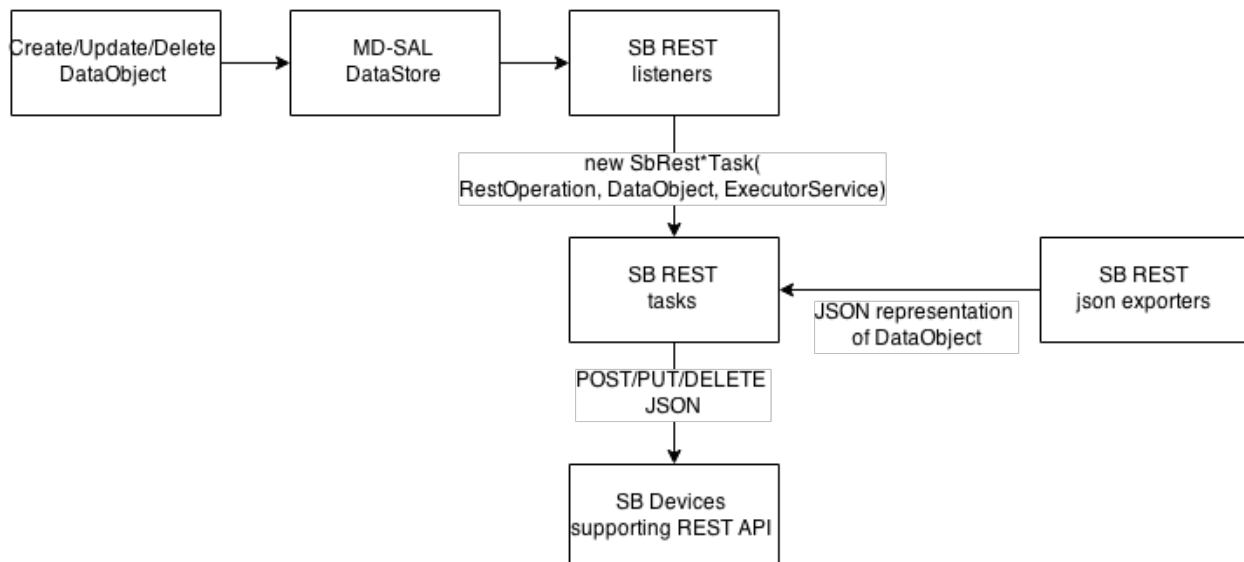 Create/Update/Delete
DataObject
MD-SAL
DataStore
SB REST
listeners
new SbRest*Task(
RestOperation, DataObject, ExecutorService)
SB REST
tasks
SB REST
json exporters
JSON representation
of DataObject
POST/PUT/DELETE
JSON
SB Devices
supporting REST API